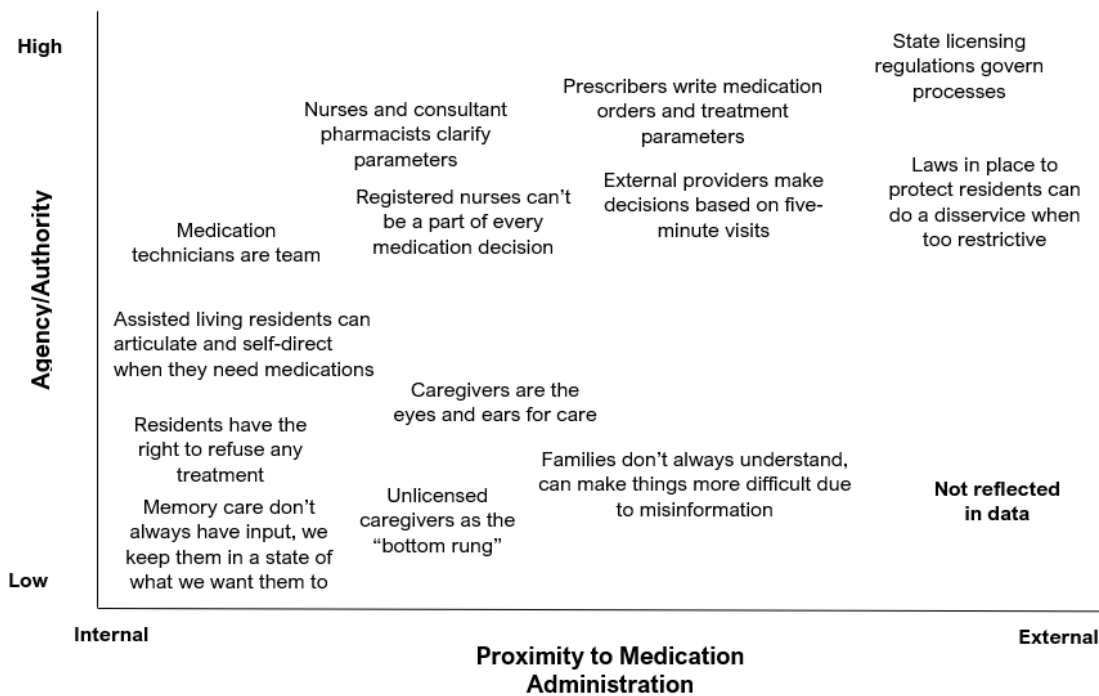 High
State licensing
regulations govern
processes
Prescribers write medication
orders and treatment
parameters
Nurses and consultant
pharmacists clarify
parameters
Laws in place to
protect residents can
do a disservice when
too restrictive
External providers make
decisions based on five-
minute visits
Registered nurses can't
be a part of every
medication decision
Medication
technicians are team
Agency/Authority
Assisted living residents can
articulate and self-direct
when they need medications
Caregivers are the
eyes and ears for care
Residents have the
right to refuse any
treatment
Families don't always understand,
can make things more difficult due
to misinformation
Not reflected
in data
Unlicensed
caregivers as the
“bottom rung”
Memory care don't
always have input, we
keep them in a state of
what we want them to
Low
Internal
External
Proximity to Medication
Administration